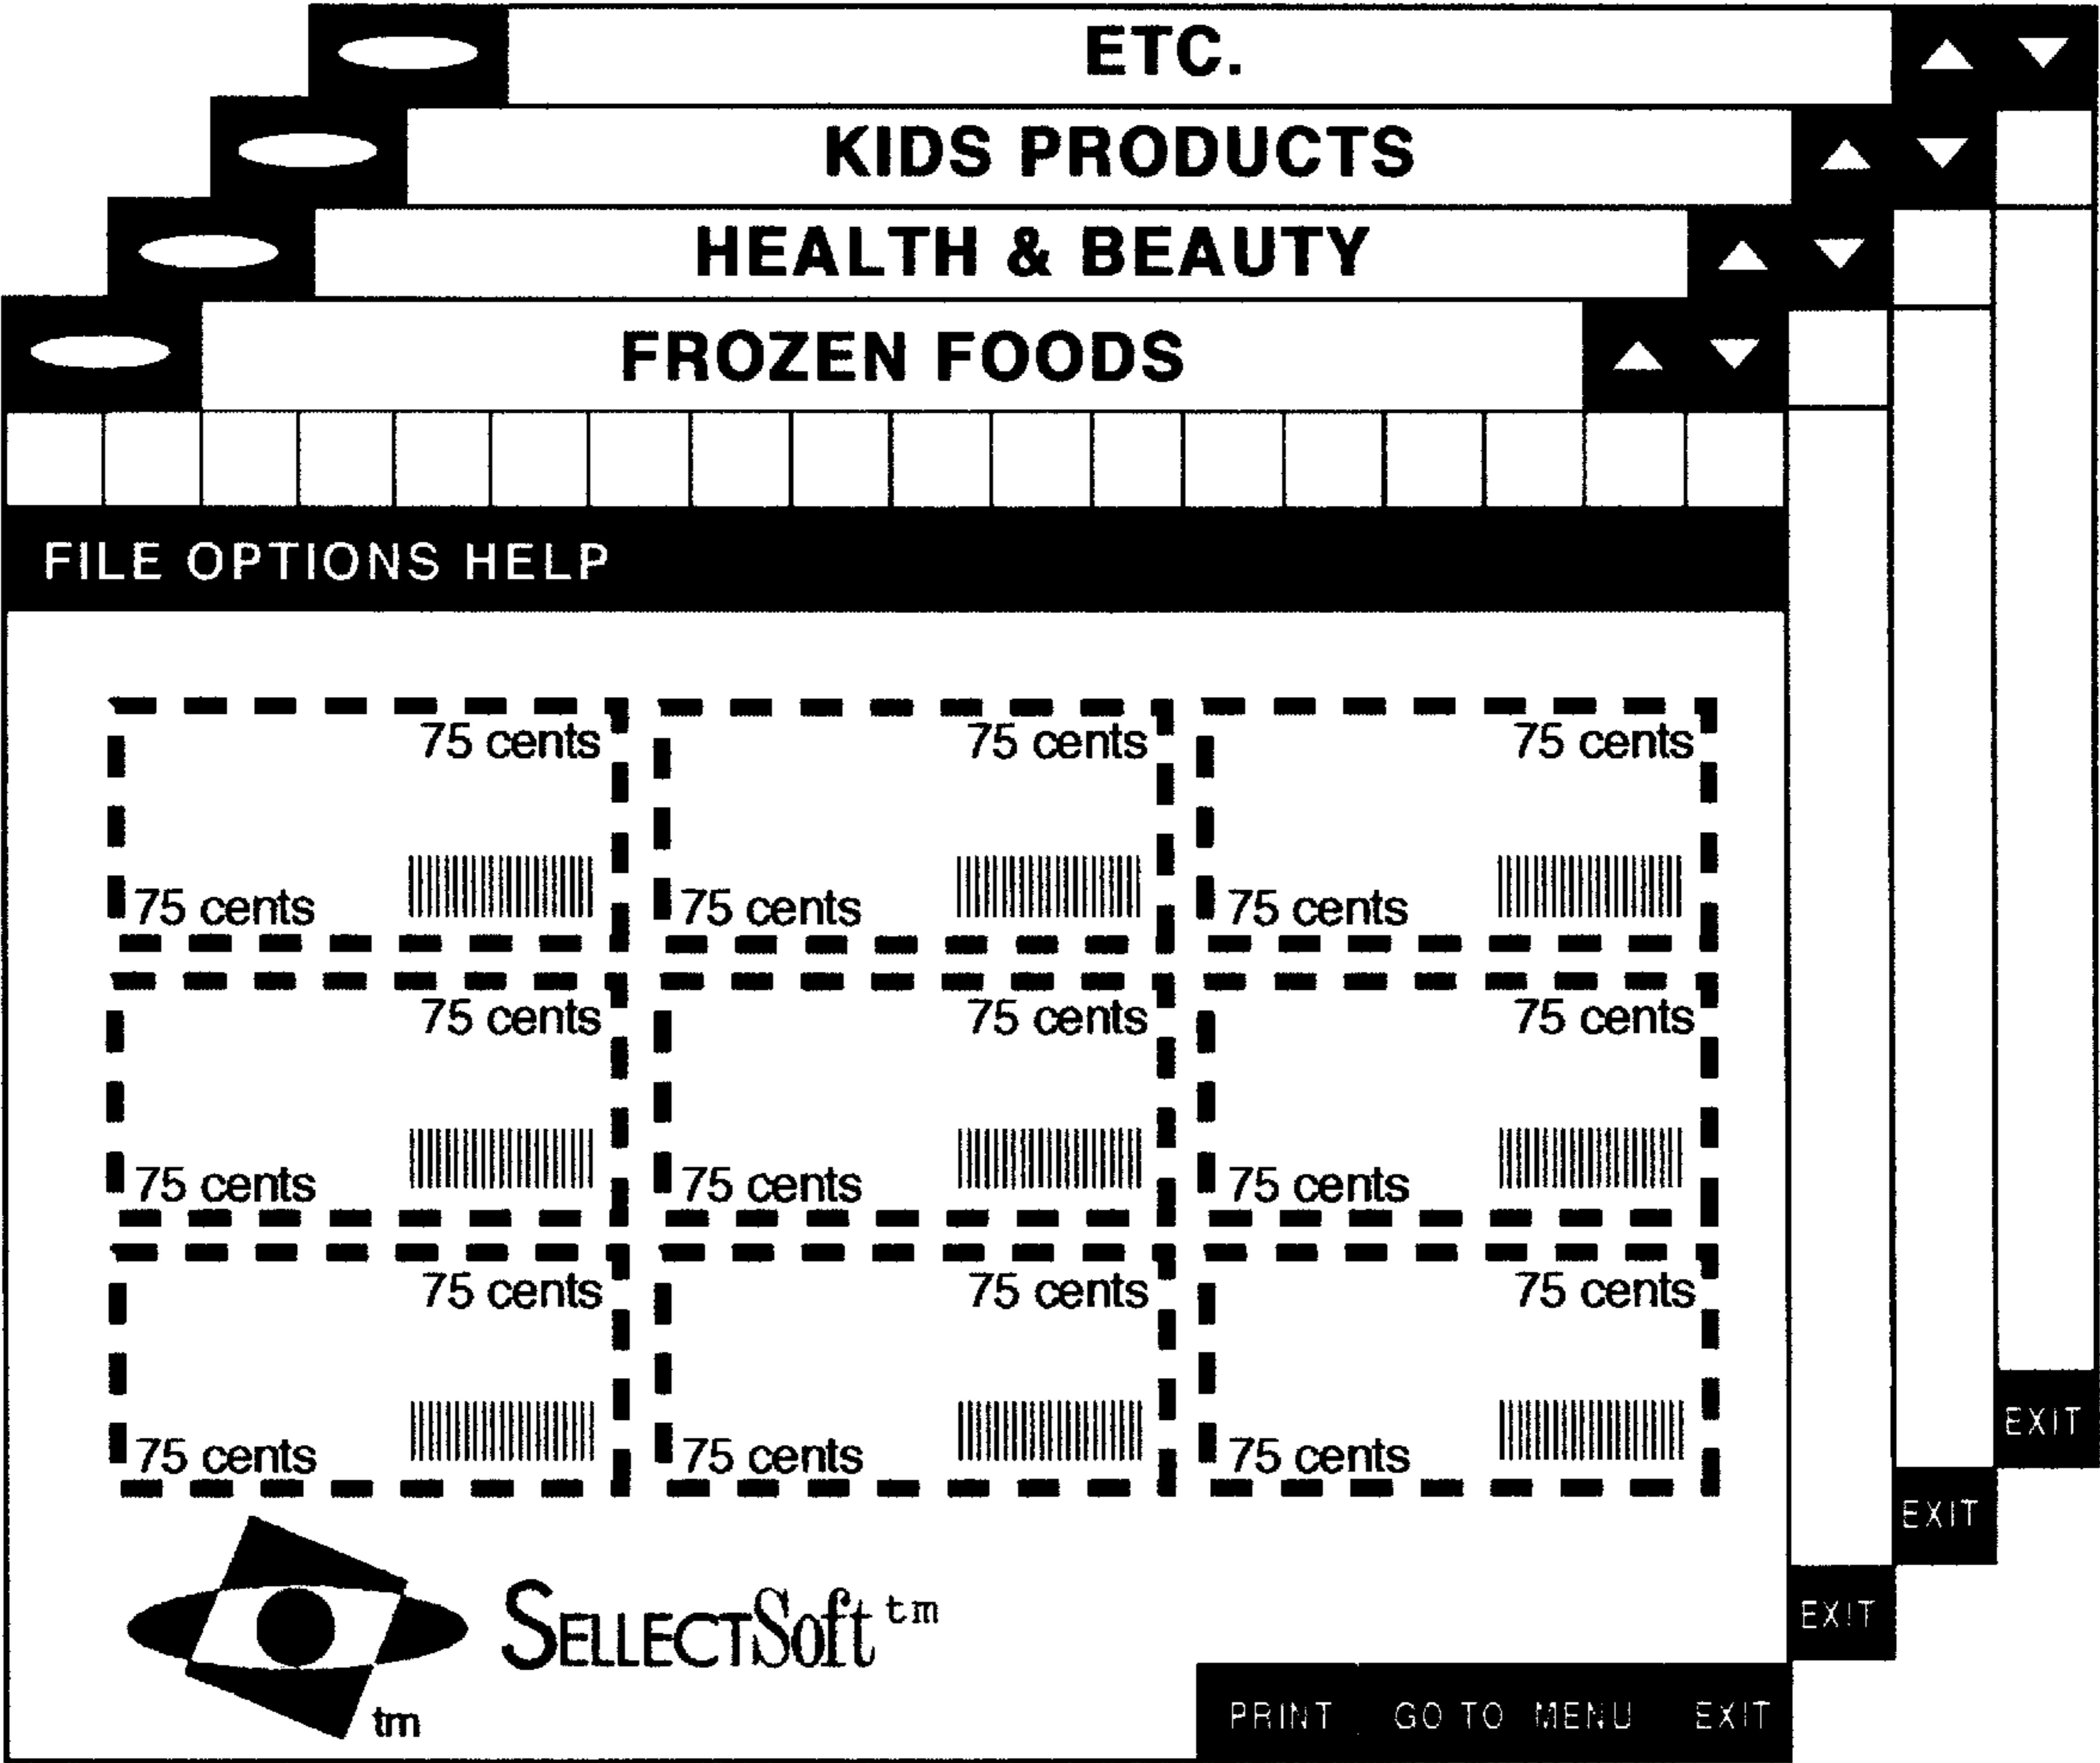 ETC.
KIDS PRODUCTS
HEALTH & BEAUTY
FROZEN FOODS
FILE OPTIONS HELP
75 cents 75 cents 75 cents
75 cents 75 cents 75 cents
75 cents 75 cents 75 cents
75 cents 75 cents 75 cents
75 cents 75 cents 75 cents
75 cents 75 cents 75 cents
EXIT
EXIT
EXIT
SELLECTSoft tm
tm
PRINT GO TO MENU EXIT